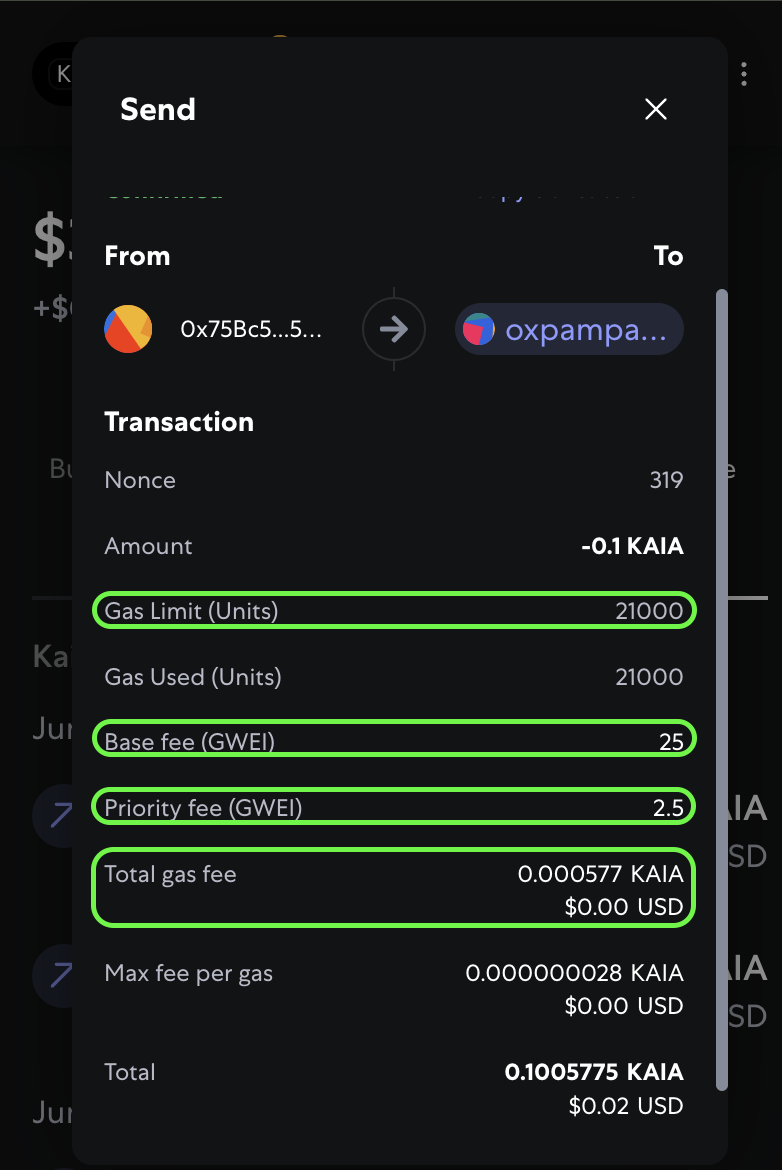 Send
From
To
0x75Bc5...5...
oxpampa...
Transaction
Nonce 319
Amount -0.1 KAIA
Gas Limit (Units) 21000
Gas Used (Units) 21000
Base fee (GWEI) 25
Priority fee (GWEI) 2.5
Total gas fee 0.000577 KAIA
$0.00 USD
Max fee per gas 0.000000028 KAIA
$0.00 USD
Total 0.1005775 KAIA
$0.02 USD